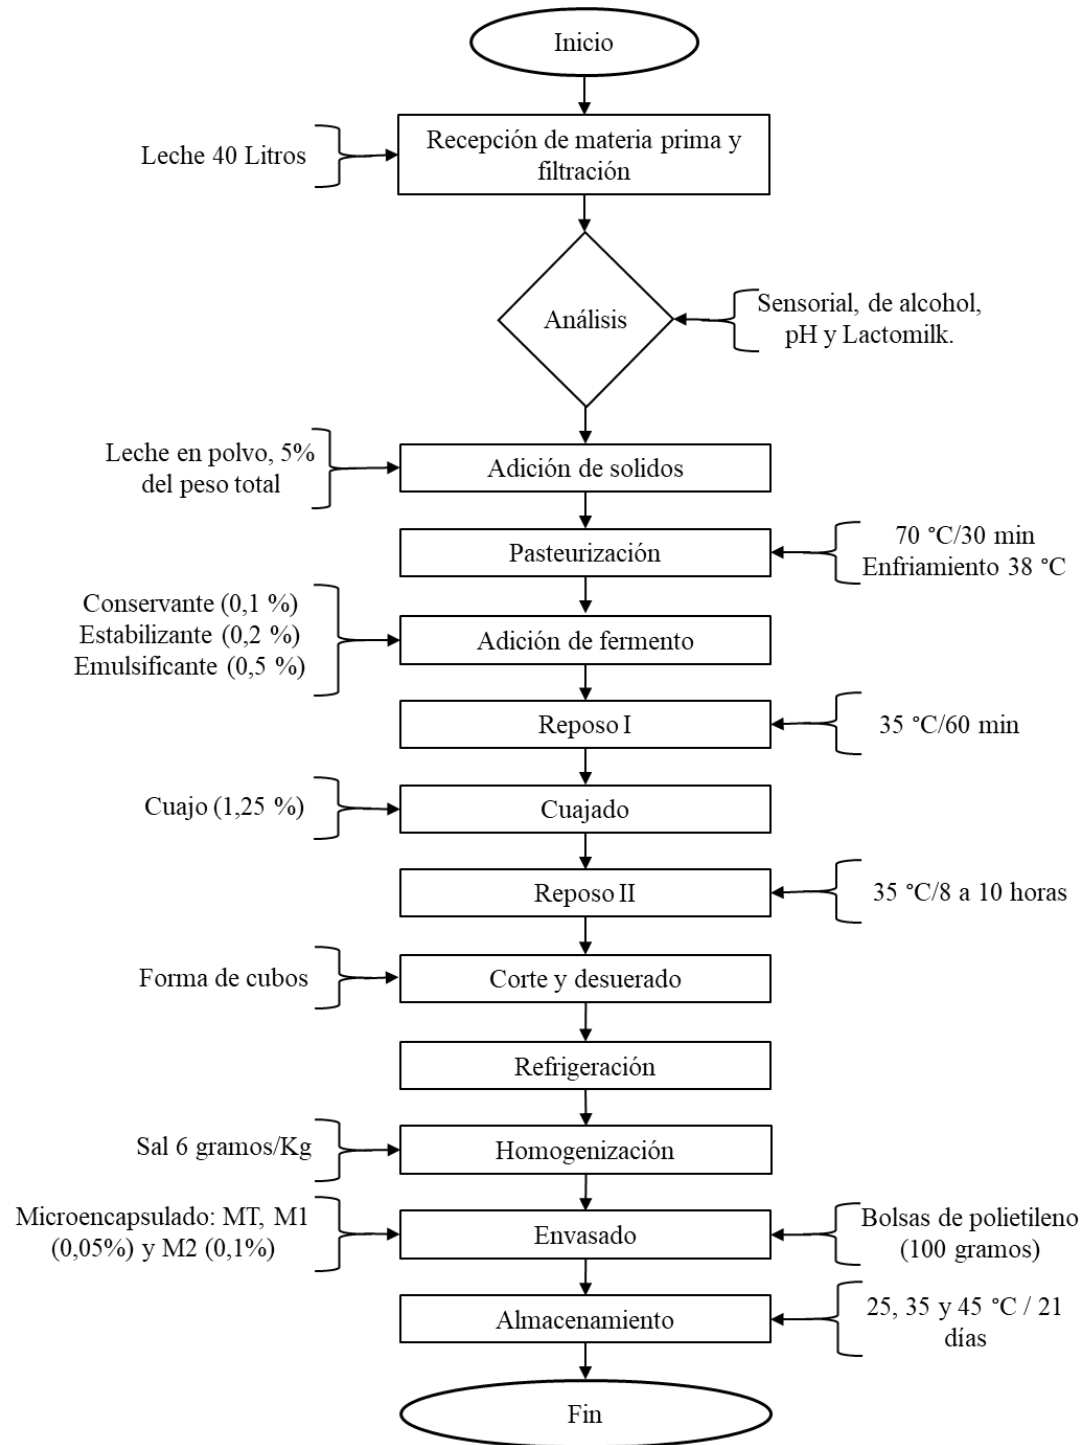 Inicio
Leche 40 Litros
Recepción de materia prima y
filtración
Análisis
Sensorial, de alcohol,
pH y Lactomilk.
Leche en polvo, 5%
del peso total
Adición de solidos
Pasteurización
70 °C/30 min
Enfriamiento 38 °C
Conservante (0,1 %)
Estabilizante (0,2 %)
Emulsificante (0,5 %)
Adición de fermento
Reposo I
35 °C/60 min
Cuajo (1,25 %)
Cuajado
Reposo II
35 °C/8 a 10 horas
Forma de cubos
Corte y desuerado
Refrigeración
Sal 6 gramos/Kg
Homogenización
Microencapsulado: MT, M1
(0,05%) y M2 (0,1%)
Envasado
Bolsas de polietileno
(100 gramos)
Almacenamiento
25, 35 y 45 °C / 21
días
Fin